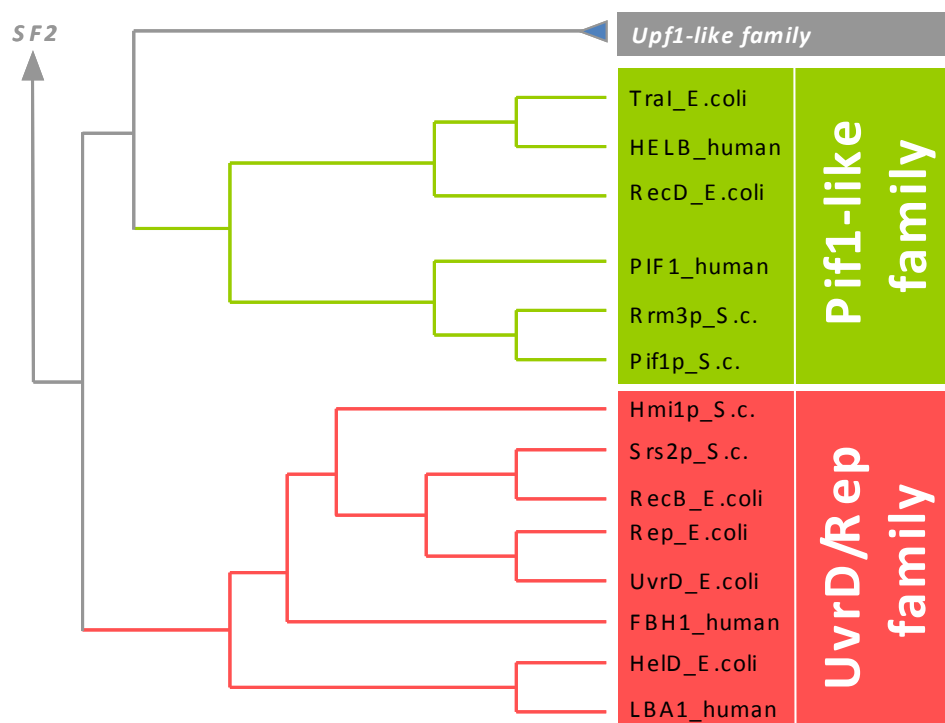 SF2
Upf1-like family
TraI_E.coli
HELB_human
RecD_E.coli
PIF1_human
Rrm3p_S.c.
Pif1p_S.c.
Pif1-like
family
Hmi1p_S.c.
Srs2p_S.c.
RecB_E.coli
Rep_E.coli
UvrD_E.coli
FBH1_human
HelD_E.coli
LBA1_human
UvrD/Rep
family